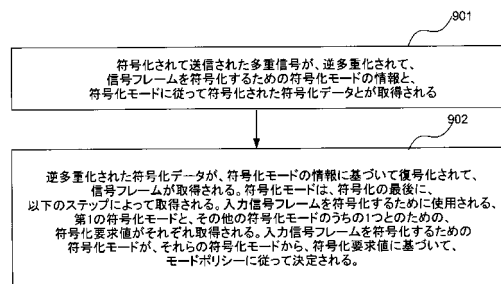 901
符号化されて送信された多重信号が、逆多重化されて、
信号フレームを符号化するための符号化モードの情報と、
符号化モードに従って符号化された符号化データとが取得される
902
逆多重化された符号化データが、符号化モードの情報に基づいて復号化されて、
信号フレームが取得される。符号化モードは、符号化の最後に、
以下のステップによって取得される。入力信号フレームを符号化するために使用される、
第1の符号化モードと、その他の符号化モードのうちの1つとのための、
符号化要求値がそれぞれ取得される。入力信号フレームを符号化するための
符号化モードが、それらの符号化モードから、符号化要求値に基づいて、
モードポリシーに従って決定される。